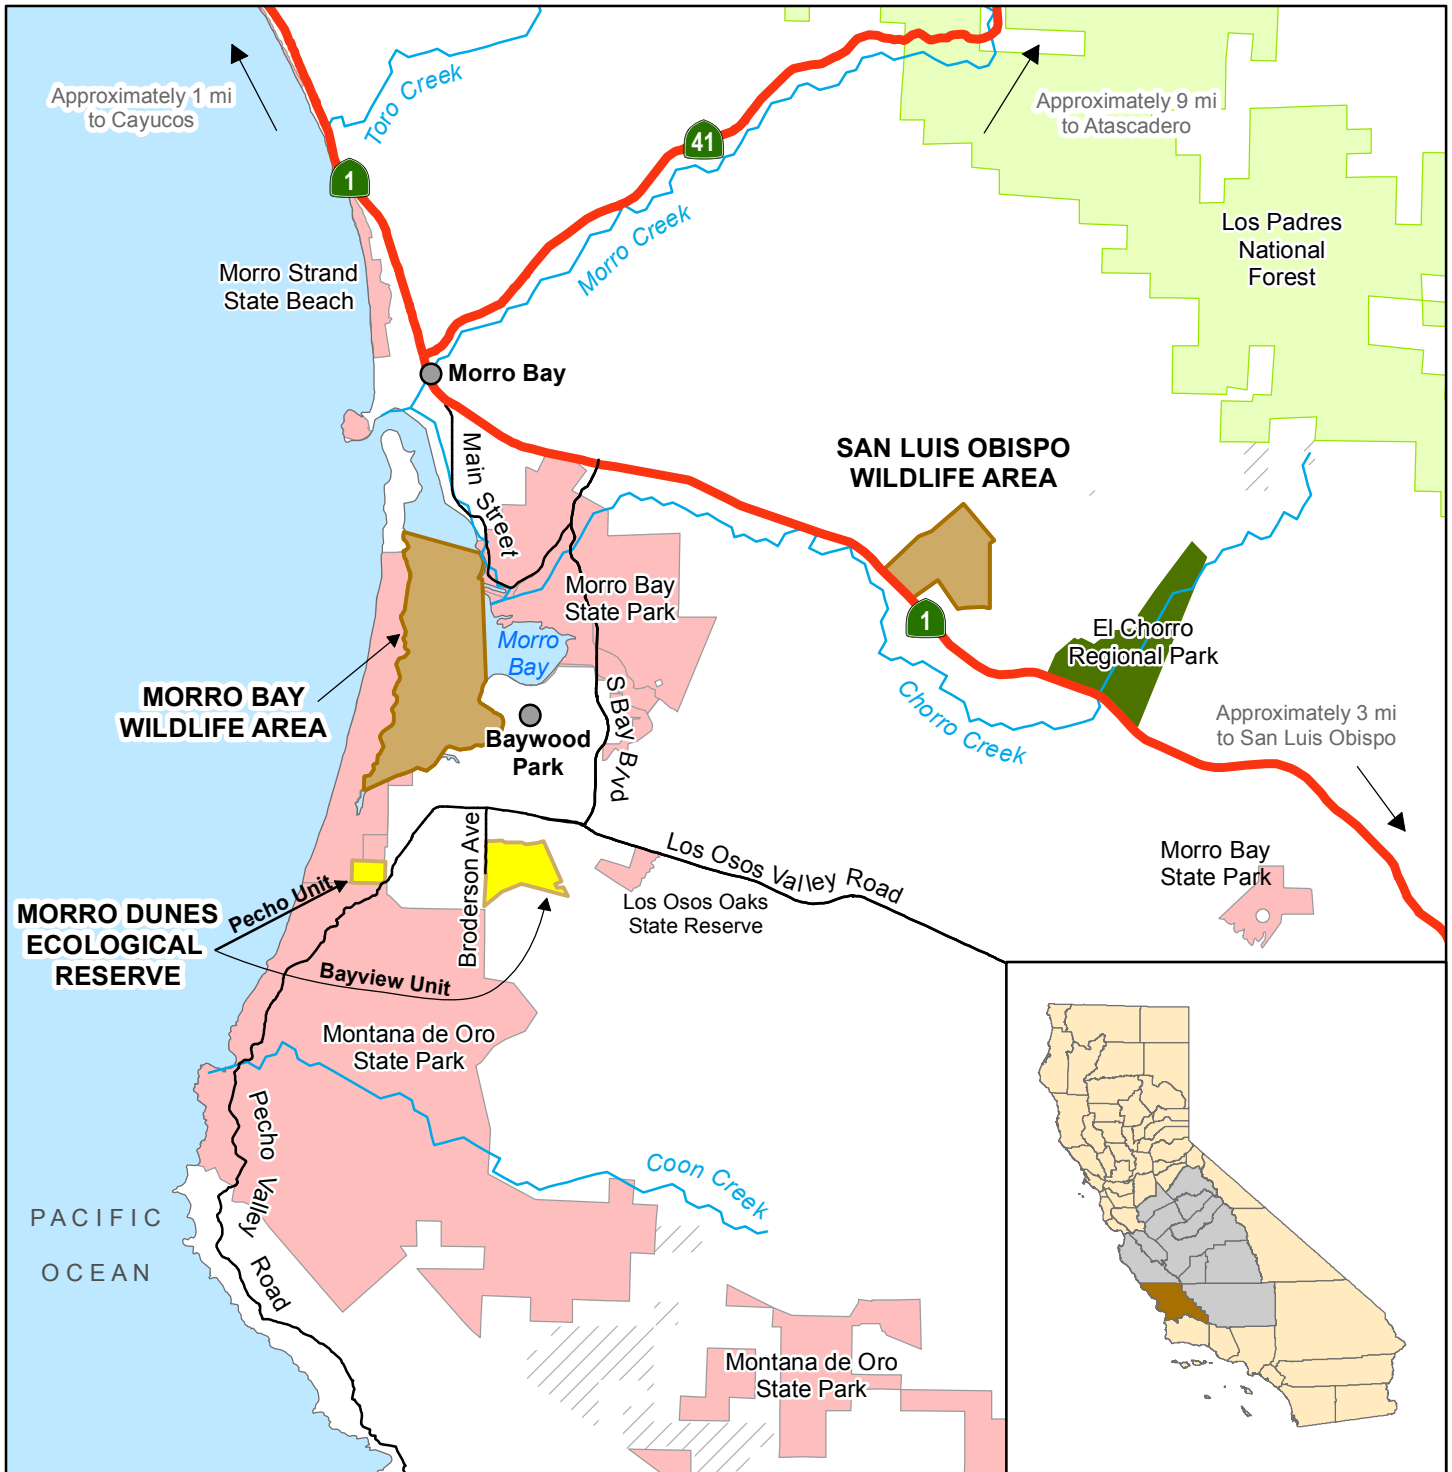 Approximately 1 mi
to Cayucos
Toro Creek
1
41
Approximately 9 mi
to Atascadero
Morro Creek
Los Padres
National
Forest
Morro Strand
State Beach
Morro Bay
Main Street
SAN LUIS OBISPO
WILDLIFE AREA
Morro Bay
State Park
1
El Chorro
Regional Park
Morro
Bay
MORRO BAY
WILDLIFE AREA
S Bay Blvd
Chorro Creek
Approximately 3 mi
to San Luis Obispo
Baywood
Park
Broderson Ave
Los Osos Valley Road
Morro Bay
State Park
Pecho Unit
Los Osos Oaks
State Reserve
MORRO DUNES
ECOLOGICAL
RESERVE
Bayview Unit
Montana de Oro
State Park
Pecho Valley Road
Coon Creek
PACIFIC
OCEAN
Montana de Oro
State Park